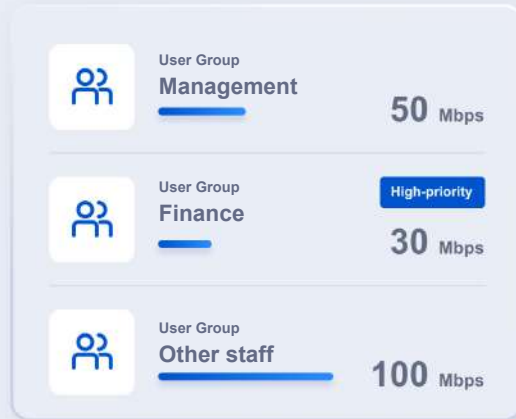 User Group
Management
50 Mbps
User Group
Finance
High-priority
30 Mbps
User Group
Other staff
100 Mbps